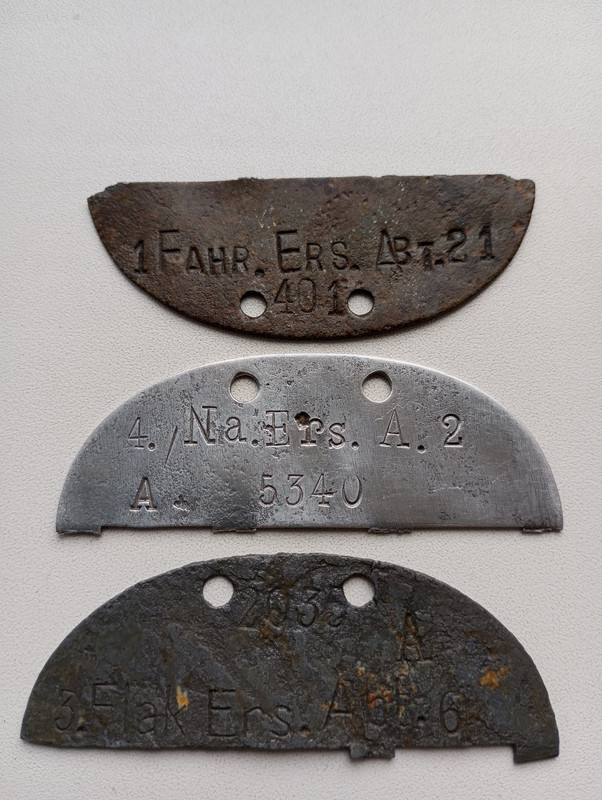 1 FAHR. ERS. ABT. 21
401
4. / Na. Ers. A. 2
A. 5340
A
3. Flak Ers. Abt. 6